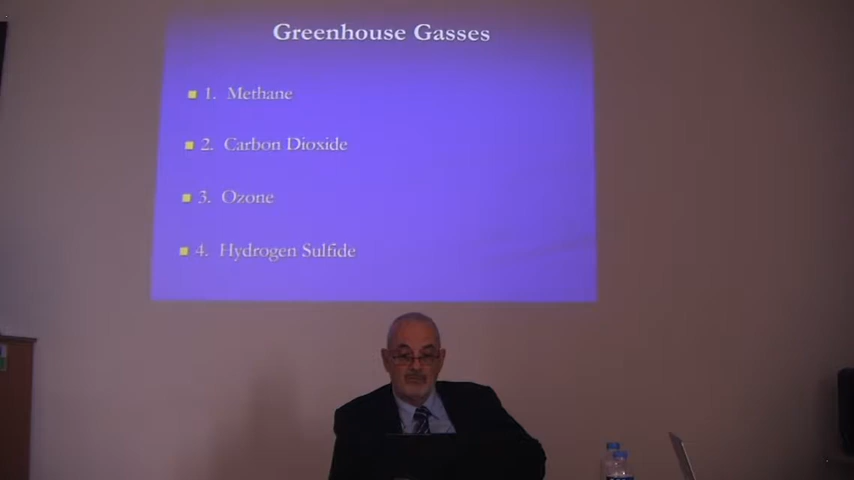 Greenhouse Gasses
1. Methane
2. Carbon Dioxide
3. Ozone
4. Hydrogen Sulfide